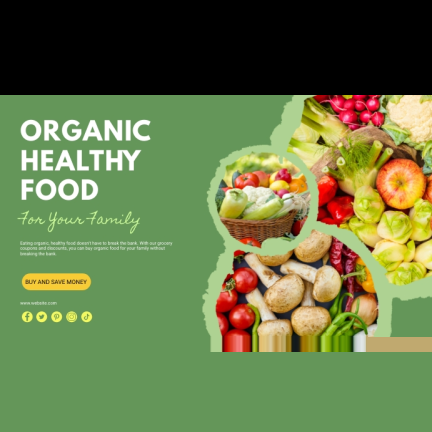 ORGANIC
HEALTHY
FOOD
For Your Family
Eating organic, healthy food doesn't have to break the bank. With our grocery
coupons and discounts, you can buy organic food for your family without
breaking the bank.
BUY AND SAVE MONEY
www.website.com